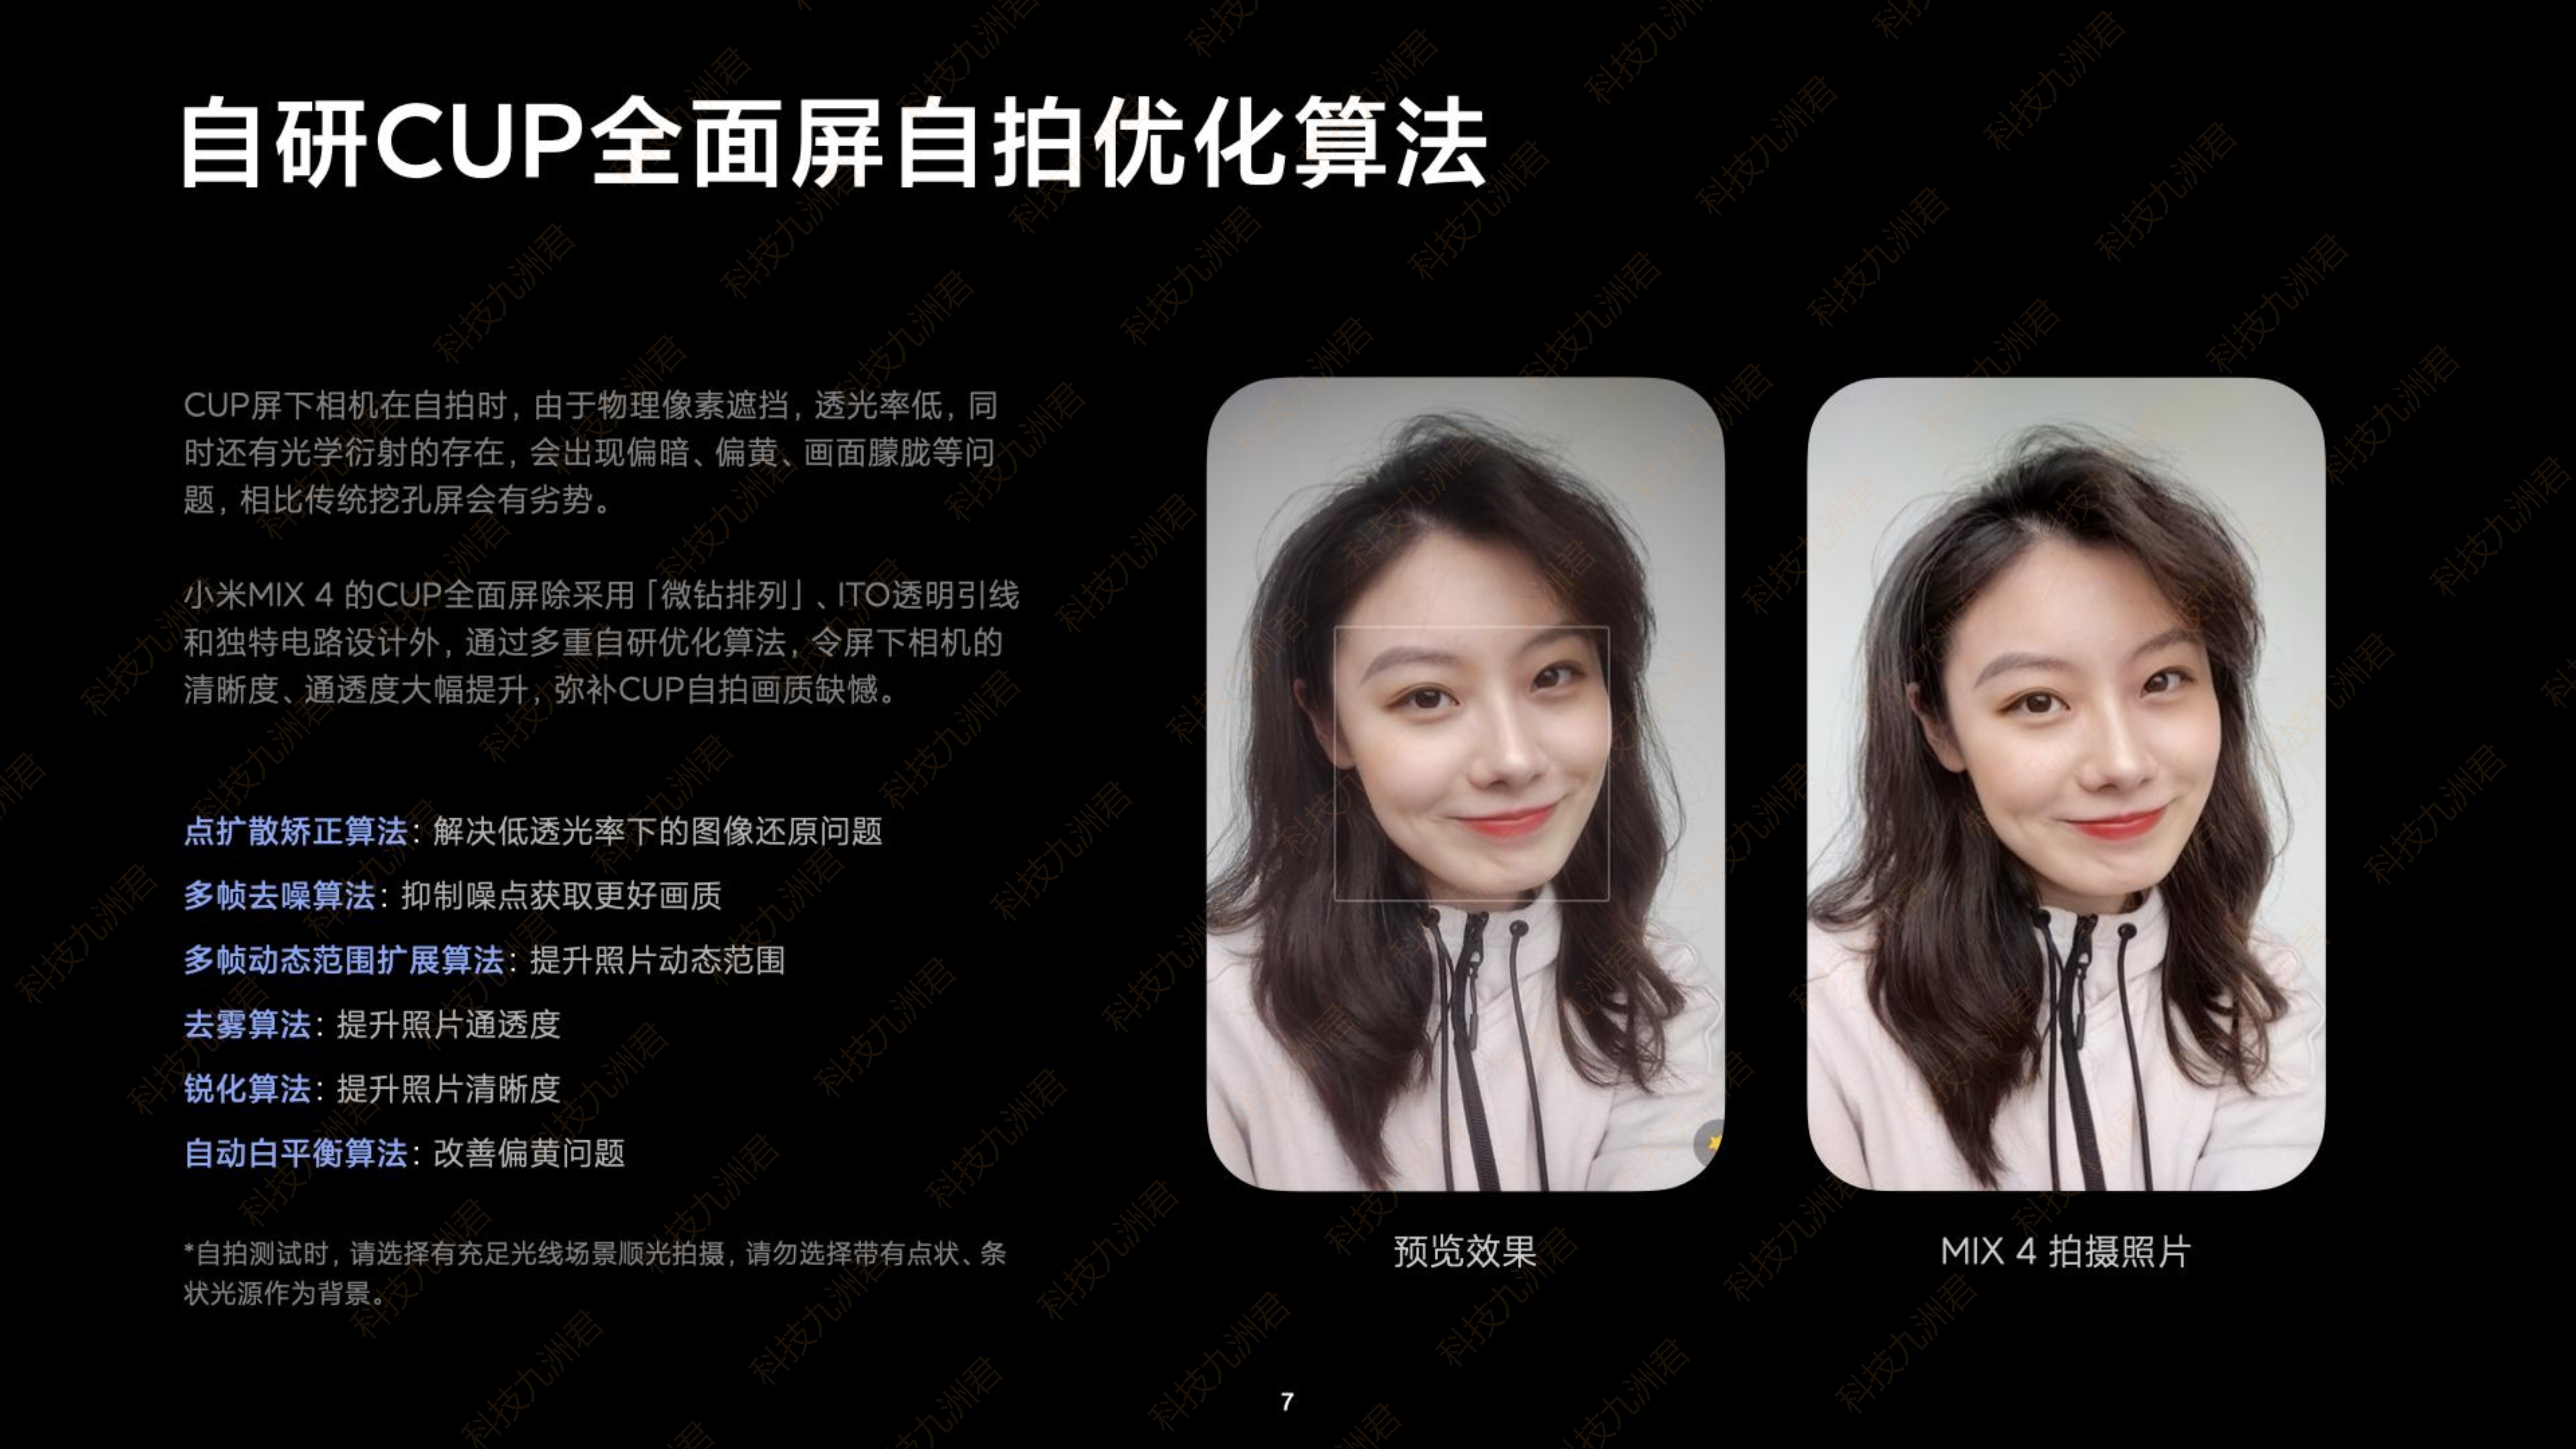 自研CUP全面屏自拍优化算法
CUP屏下相机在自拍时，由于物理像素遮挡，透光率低，同
时还有光学衍射的存在，会出现偏暗、偏黄、画面朦胧等问
题，相比传统挖孔屏会有劣势。
小米MIX 4 的CUP全面屏除采用「微钻排列」、ITO透明引线
和独特电路设计外，通过多重自研优化算法，令屏下相机的
清晰度、通透度大幅提升，弥补CUP自拍画质缺憾。
点扩散矫正算法：解决低透光率下的图像还原问题
多帧去噪算法：抑制噪点获取更好画质
多帧动态范围扩展算法：提升照片动态范围
去雾算法：提升照片通透度
锐化算法：提升照片清晰度
自动白平衡算法：改善偏黄问题
*自拍测试时，请选择有充足光线场景顺光拍摄，请勿选择带有点状、条
状光源作为背景。
预览效果
MIX 4 拍摄照片
7
科技九洲君